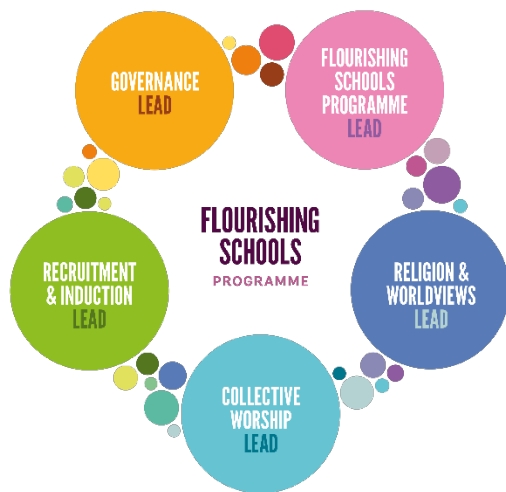 GOVERNANCE
LEAD
FLOURISHING
SCHOOLS
PROGRAMME
LEAD
FLOURISHING
SCHOOLS
PROGRAMME
RECRUITMENT
& INDUCTION
LEAD
RELIGION &
WORLDVIEWS
LEAD
COLLECTIVE
WORSHIP
LEAD